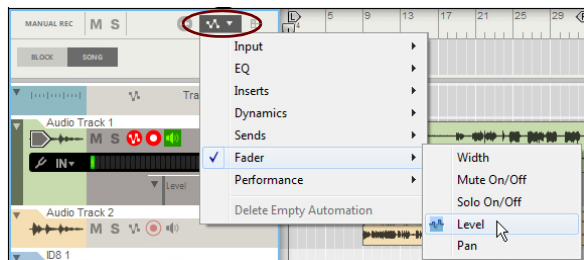 MANUAL REC M S
5 9 13 17 21 25 29
BLOCK SONG
Input
EQ
Inserts
Dynamics
Sends
Fader
Performance
Delete Empty Automation
Width
Mute On/Off
Solo On/Off
Level
Pan
Tra
Audio Track 1
M S
IN
Level
Audio Track 2
M S
ID8 1